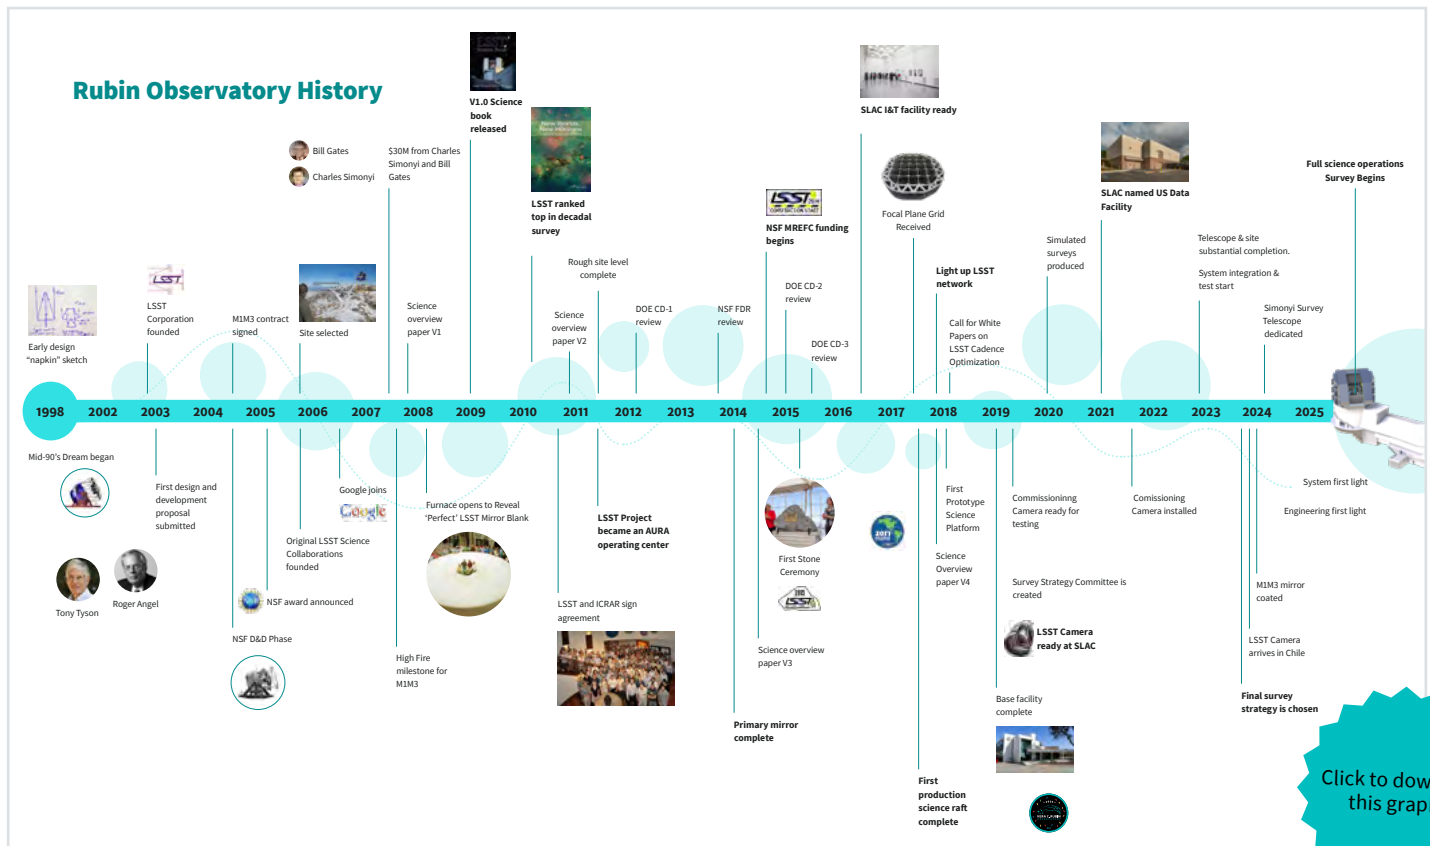 Rubin Observatory History
Bill Gates
Charles Simonyi
$30M from Charles
Simonyi and Bill
Gates
V1.0 Science
book
released
LSST ranked
top in decadal
survey
SLAC I&T facility ready
Focal Plane Grid
Received
NSF MREFC funding
begins
SLAC named US Data
Facility
Full science operations
Survey Begins
Early design
“napkin” sketch
LSST
LSST
Corporation
founded
M1M3 contract
signed
Site selected
Science
overview
paper V1
Science
overview
paper V2
Rough site level
complete
DOE CD-1
review
NSF FDR
review
DOE CD-2
review
DOE CD-3
review
Light up LSST
network
Call for White
Papers on
LSST Cadence
Optimization
Simulated
surveys
produced
Telescope & site
substantial completion.
System integration &
test start
Simonyi Survey
Telescope
dedicated
1998 2002 2003 2004 2005 2006 2007 2008 2009 2010 2011 2012 2013 2014 2015 2016 2017 2018 2019 2020 2021 2022 2023 2024 2025
Mid-90's Dream began
Tony Tyson
Roger Angel
First design and
development
proposal
submitted
NSF D&D Phase
NSF award announced
Original LSST Science
Collaborations
founded
Google joins
Google
High Fire
milestone for
M1M3
Furnace opens to Reveal
‘Perfect’ LSST Mirror Blank
LSST and ICRAR sign
agreement
LSST Project
became an AURA
operating center
Primary mirror
complete
Science overview
paper V3
First Stone
Ceremony
LSST
2017
First
production
science raft
complete
Science
Overview
paper V4
First
Prototype
Science
Platform
Base facility
complete
Commissioninng
Camera ready for
testing
Survey Strategy Committee is
created
LSST Camera
ready at SLAC
Comissioning
Camera installed
Final survey
strategy is chosen
LSST Camera
arrives in Chile
M1M3 mirror
coated
System first light
Engineering first light
Click to dow
this grap